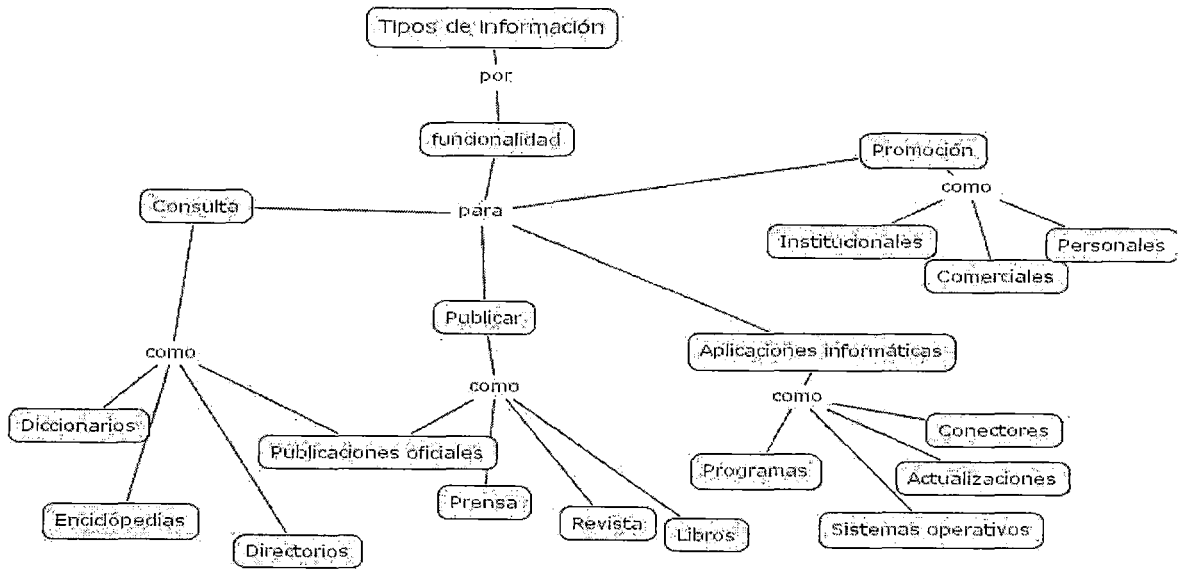 Tipos de información
por
funcionalidad
Promoción
como
Consulta
para
Institucionales
Personales
Comerciales
Publicar
Aplicaciones informáticas
como
como
como
Diccionarios
Conectores
Publicaciones oficiales
Programas
Actualizaciones
Prensa
Enciclopedias
Revista
Libros
Sistemas operativos
Directorios